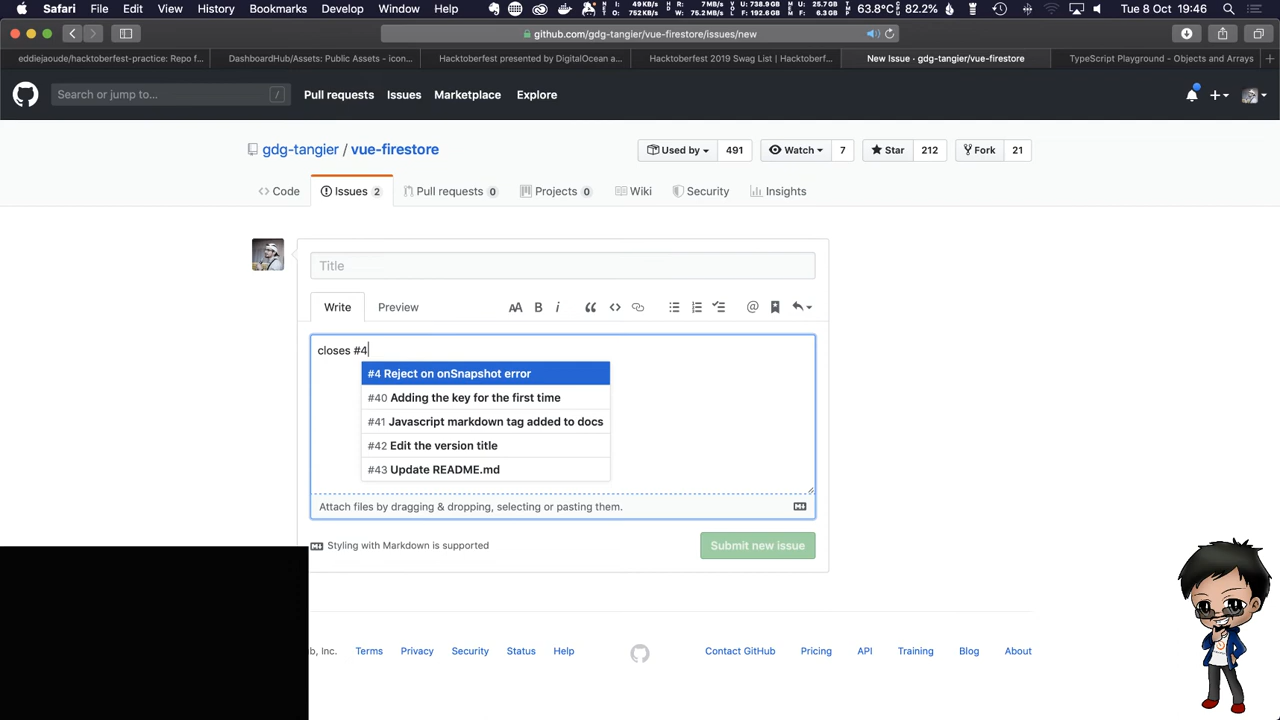 Safari File Edit View History Bookmarks Develop Window Help 63.8°C 82.2% Tue 8 Oct 19:46
github.com/gdg-tangier/vue-firestore/issues/new
eddiejaoude/hacktoberfest-practice: Repo f... DashboardHub/Assets: Public Assets - icon... Hacktoberfest presented by DigitalOcean a... Hacktoberfest 2019 Swag List | Hacktoberf... New Issue · gdg-tangier/vue-firestore TypeScript Playground - Objects and Arrays
Search or jump to... / Pull requests Issues Marketplace Explore
gdg-tangier / vue-firestore Used by 491 Watch 7 Star 212 Fork 21
Code Issues 2 Pull requests 0 Projects 0 Wiki Security Insights
Title
Write Preview
closes #4
#4 Reject on onSnapshot error
#40 Adding the key for the first time
#41 Javascript markdown tag added to docs
#42 Edit the version title
#43 Update README.md
Attach files by dragging & dropping, selecting or pasting them.
Styling with Markdown is supported Submit new issue
b, Inc. Terms Privacy Security Status Help Contact GitHub Pricing API Training Blog About